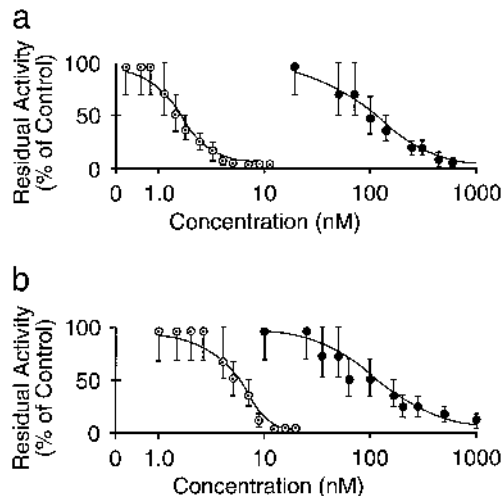 a
Residual Activity
(% of Control)
100
50
0
0 1.0 10 100 1000
Concentration (nM)
b
Residual Activity
(% of Control)
100
50
0
0 1.0 10 100 1000
Concentration (nM)